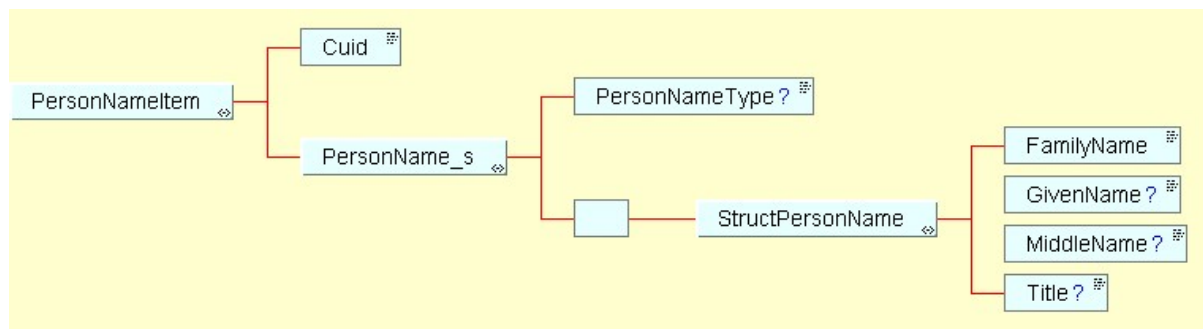 Cuid
PersonNameItem
PersonName_s
PersonNameType?
StructPersonName
FamilyName
GivenName?
MiddleName?
Title?